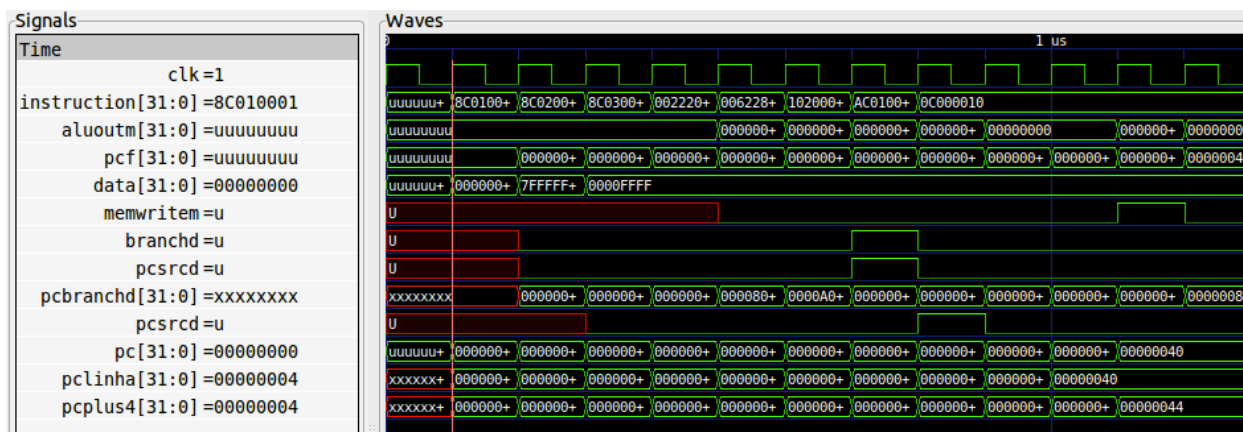 Signals Waves
Time 0 1 us
clk =1
instruction[31:0] =8C010001 uuuuuu+ 8C0100+ 8C0200+ 8C0300+ 002220+ 006228+ 102000+ AC0100+ 0C000010
aluoutm[31:0] =uuuuuuuu uuuuuuuu 000000+ 000000+ 000000+ 000000+ 00000000 000000+ 0000000
pcf[31:0] =uuuuuuuu uuuuuuuu 000000+ 000000+ 000000+ 000000+ 000000+ 000000+ 000000+ 000000+ 000000+ 000000+ 0000004
data[31:0] =00000000 uuuuuu+ 000000+ 7FFFFF+ 0000FFFF
memwritem =u U
branchd =u U
pcsrcd =u U
pcbranchd[31:0] =xxxxxxxx xxxxxxxx 000000+ 000000+ 000000+ 000080+ 0000A0+ 000000+ 000000+ 000000+ 000000+ 000000+ 0000008
pcsrcd =u U
pc[31:0] =00000000 uuuuuu+ 000000+ 000000+ 000000+ 000000+ 000000+ 000000+ 000000+ 000000+ 000000+ 000000+ 00000040
pclinha[31:0] =00000004 xxxxxx+ 000000+ 000000+ 000000+ 000000+ 000000+ 000000+ 000000+ 000000+ 000000+ 00000040
pcplus4[31:0] =00000004 xxxxxx+ 000000+ 000000+ 000000+ 000000+ 000000+ 000000+ 000000+ 000000+ 000000+ 000000+ 00000044